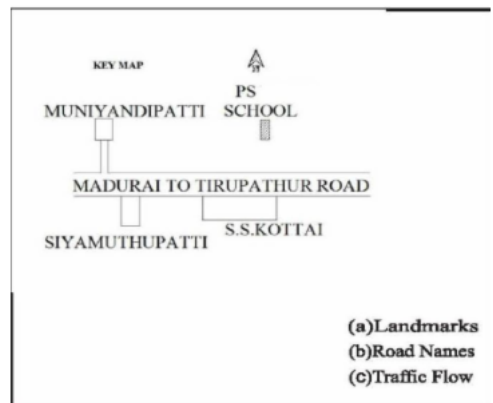 KEY MAP
PS
MUNIYANDIPATTI SCHOOL
MADURAI TO TIRUPATHUR ROAD
S.S.KOTTAI
SIYAMUTHUPATTI
(a)Landmarks
(b)Road Names
(c)Traffic Flow